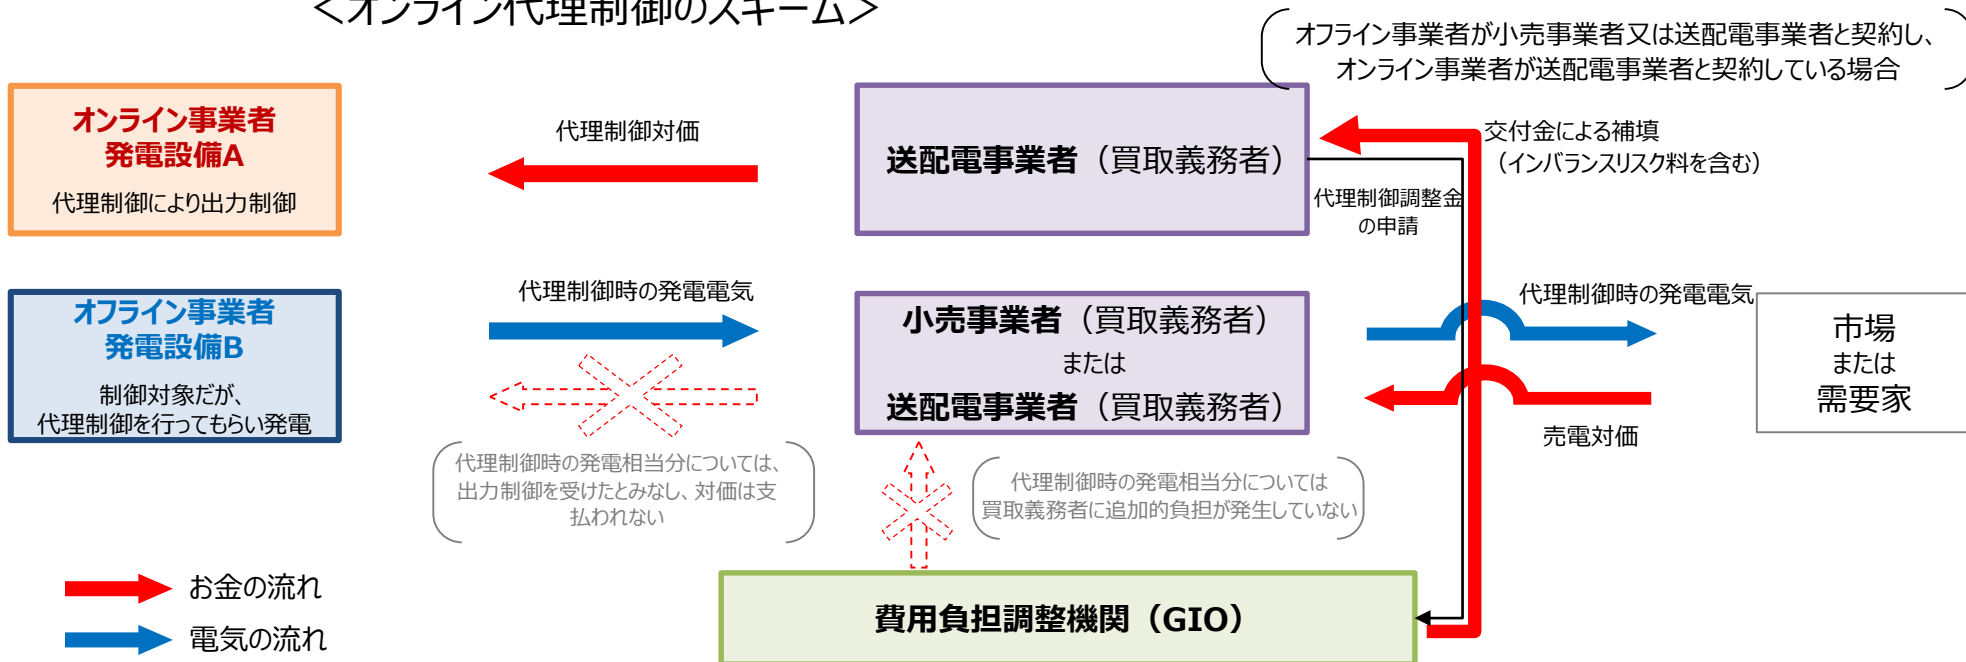 ＜オンライン代理制御のスキーム＞
オフライン事業者が小売事業者又は送配電事業者と契約し、
オンライン事業者が送配電事業者と契約している場合
オンライン事業者
発電設備A
代理制御により出力制御
代理制御対価
送配電事業者（買取義務者）
交付金による補填
（インバランスリスク料を含む）
代理制御調整金
の申請
オフライン事業者
発電設備B
制御対象だが、
代理制御を行ってもらい発電
代理制御時の発電電気
小売事業者（買取義務者）
または
送配電事業者（買取義務者）
代理制御時の発電電気
市場
または
需要家
売電対価
代理制御時の発電相当分については、
出力制御を受けたとみなし、対価は支
払われない
代理制御時の発電相当分については
買取義務者に追加的負担が発生していない
お金の流れ
電気の流れ
費用負担調整機関（GIO）